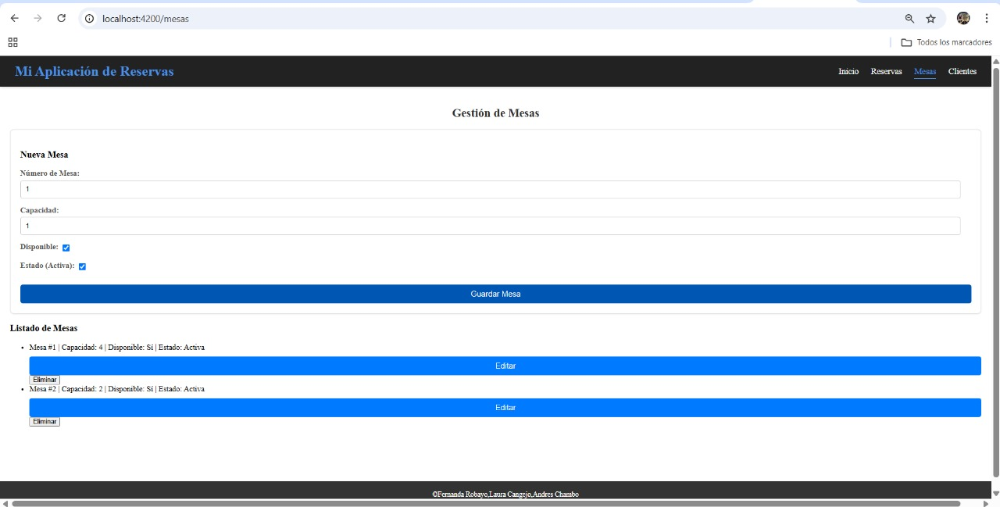 localhost:4200/mesas
Todos los marcadores
Mi Aplicación de Reservas
Inicio Reservas Mesas Clientes
Gestión de Mesas
Nueva Mesa
Número de Mesa:
1
Capacidad:
1
Disponible:
Estado (Activa):
Guardar Mesa
Listado de Mesas
Mesa #1 | Capacidad: 4 | Disponible: Sí | Estado: Activa
Editar
Eliminar
Mesa #2 | Capacidad: 2 | Disponible: Sí | Estado: Activa
Editar
Eliminar
©Fernanda Robayo,Laura Cangejo,Andres Chambo